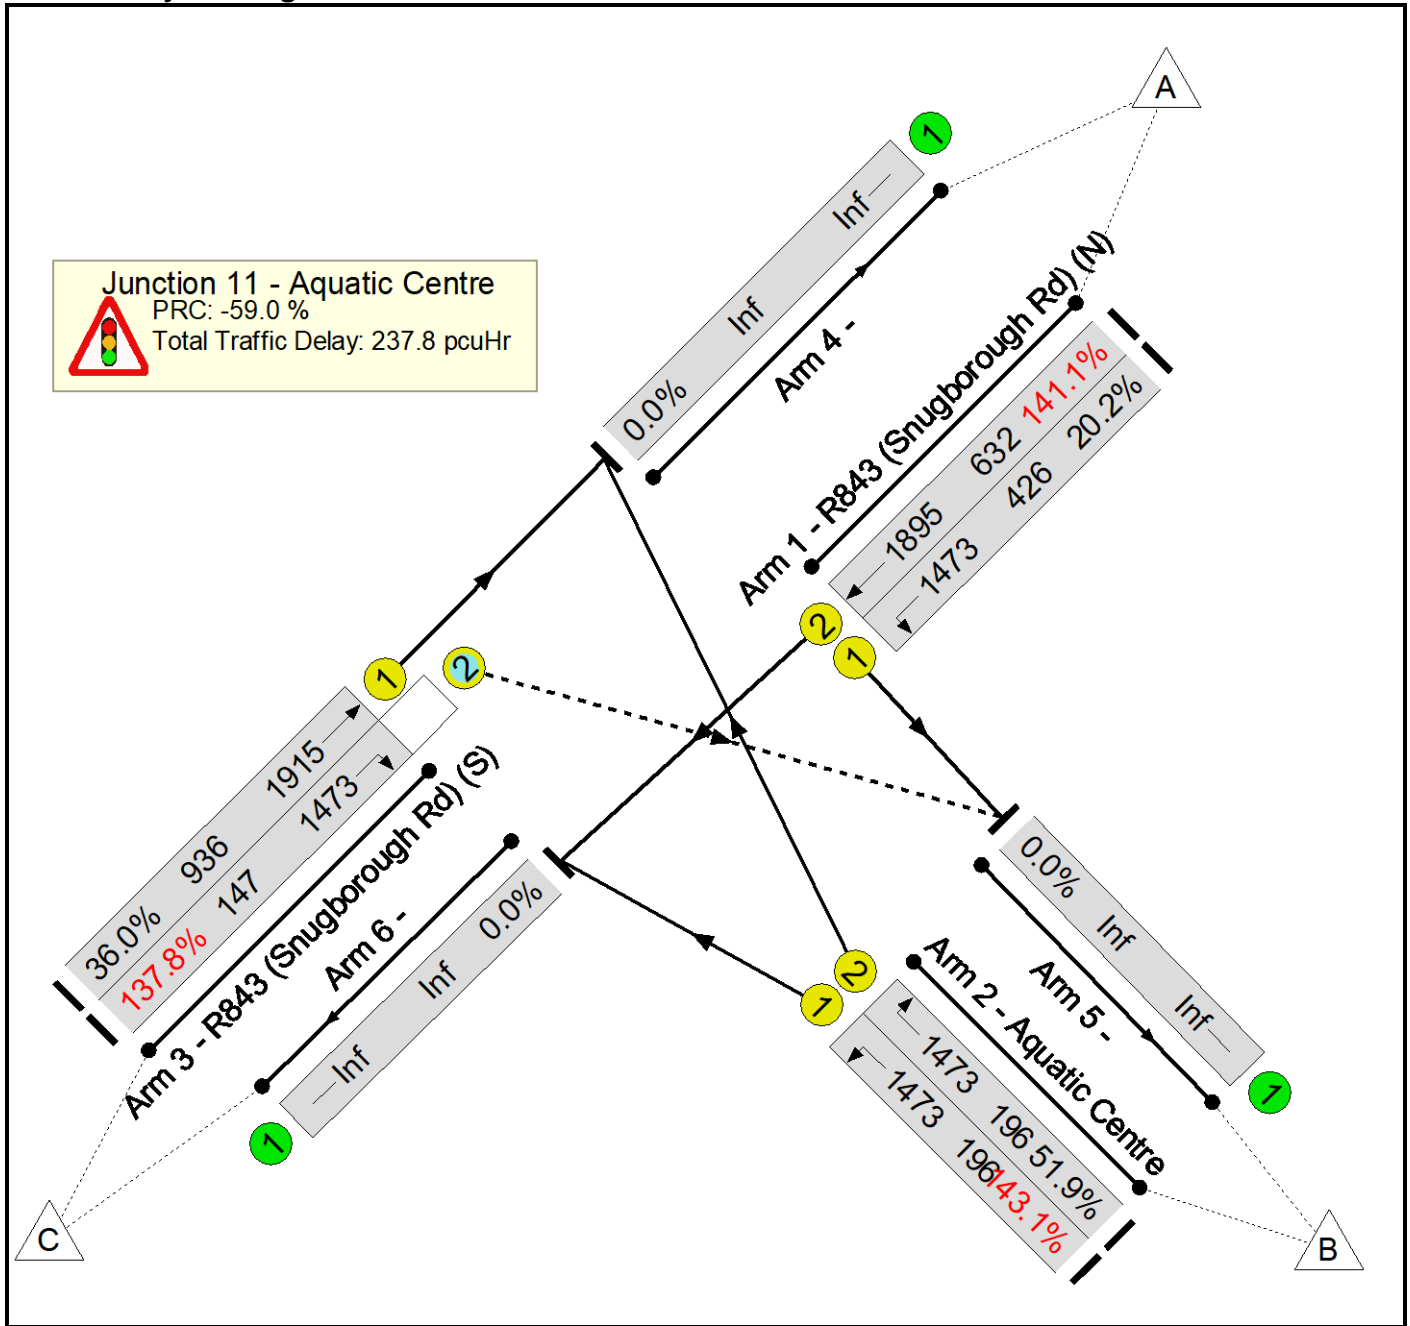 A
1
Inf
Inf
0.0%
Arm 4 -
Junction 11 - Aquatic Centre
PRC: -59.0 %
Total Traffic Delay: 237.8 pcuHr
Arm 1 - R843 (Snugborough Rd) (N)
1895 632 141.1%
1473 426 20.2%
2
1
1
2
36.0% 936 1915
137.8% 147 1473
Arm 3 - R843 (Snugborough Rd) (S)
Arm 6 -
Inf Inf 0.0%
1
C
0.0% Inf Inf
Arm 5 -
1
Arm 2 - Aquatic Centre
2
1
1473 196 51.9%
1473 196 143.1%
B